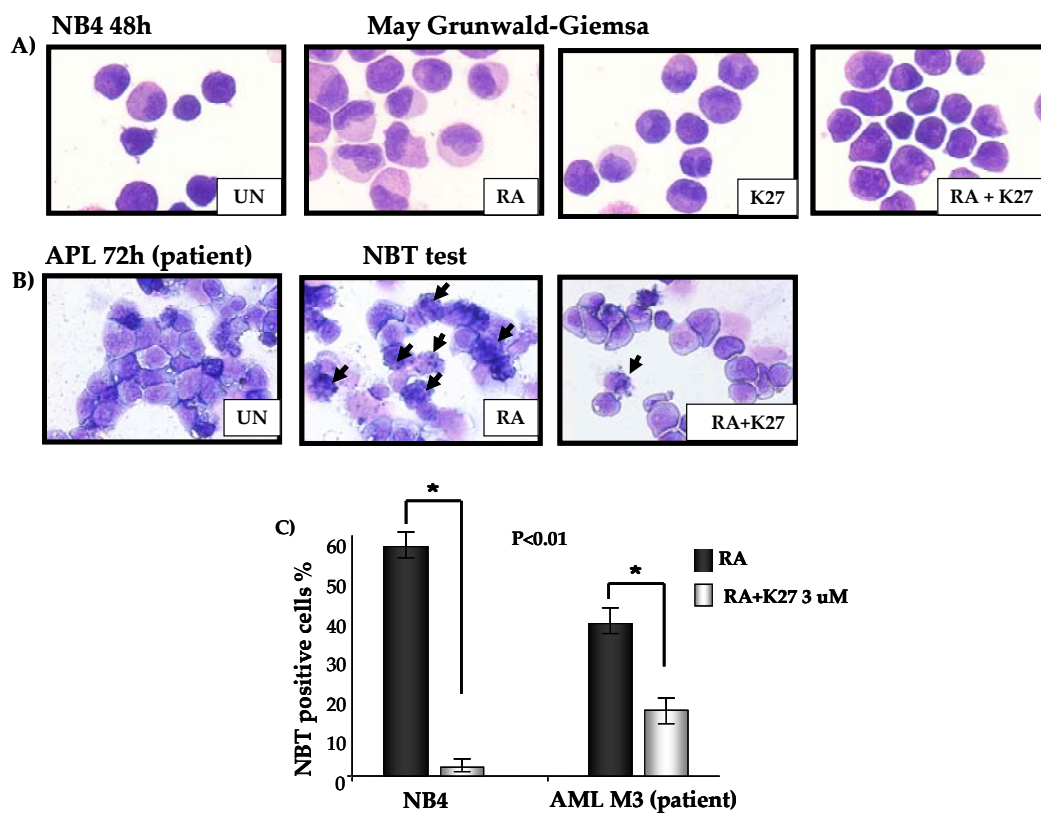 NB4 48h
May Grunwald-Giemsa
A)
UN
RA
K27
RA + K27
APL 72h (patient)
NBT test
B)
UN
RA
RA+K27
C)
*
P<0.01
*
RA
RA+K27 3 uM
NBT positive cells %
60
50
40
30
20
10
0
NB4
AML M3 (patient)